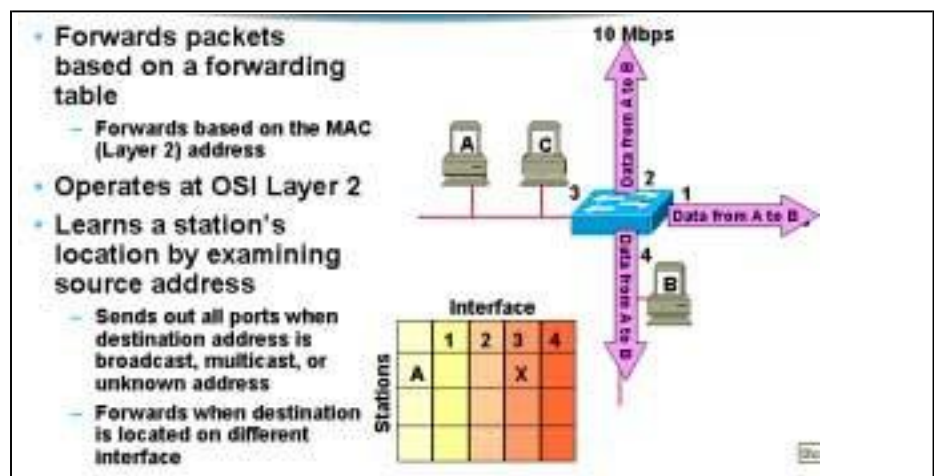 • Forwards packets
based on a forwarding
table
– Forwards based on the MAC
(Layer 2) address
• Operates at OSI Layer 2
• Learns a station's
location by examining
source address
– Sends out all ports when
destination address is
broadcast, multicast, or
unknown address
– Forwards when destination
is located on different
interface
10 Mbps
Data from A to B
A
C
3
2
1
Data from A to B
4
Data from A to B
B
Interface
1 2 3 4
Stations
A X